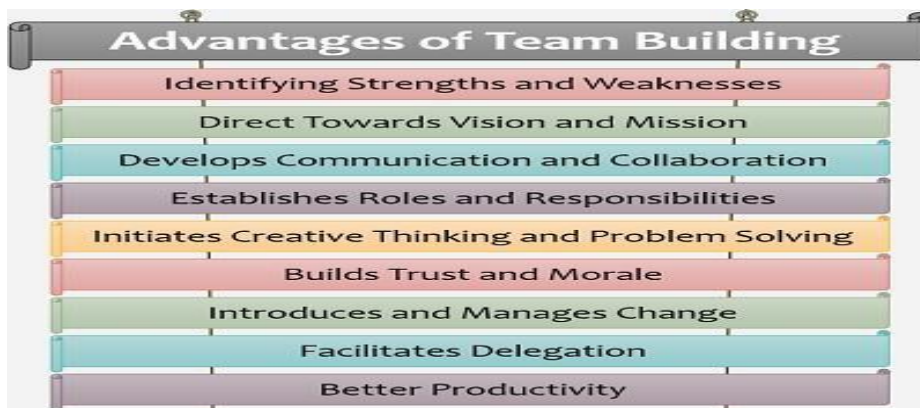 Advantages of Team Building
Identifying Strengths and Weaknesses
Direct Towards Vision and Mission
Develops Communication and Collaboration
Establishes Roles and Responsibilities
Initiates Creative Thinking and Problem Solving
Builds Trust and Morale
Introduces and Manages Change
Facilitates Delegation
Better Productivity